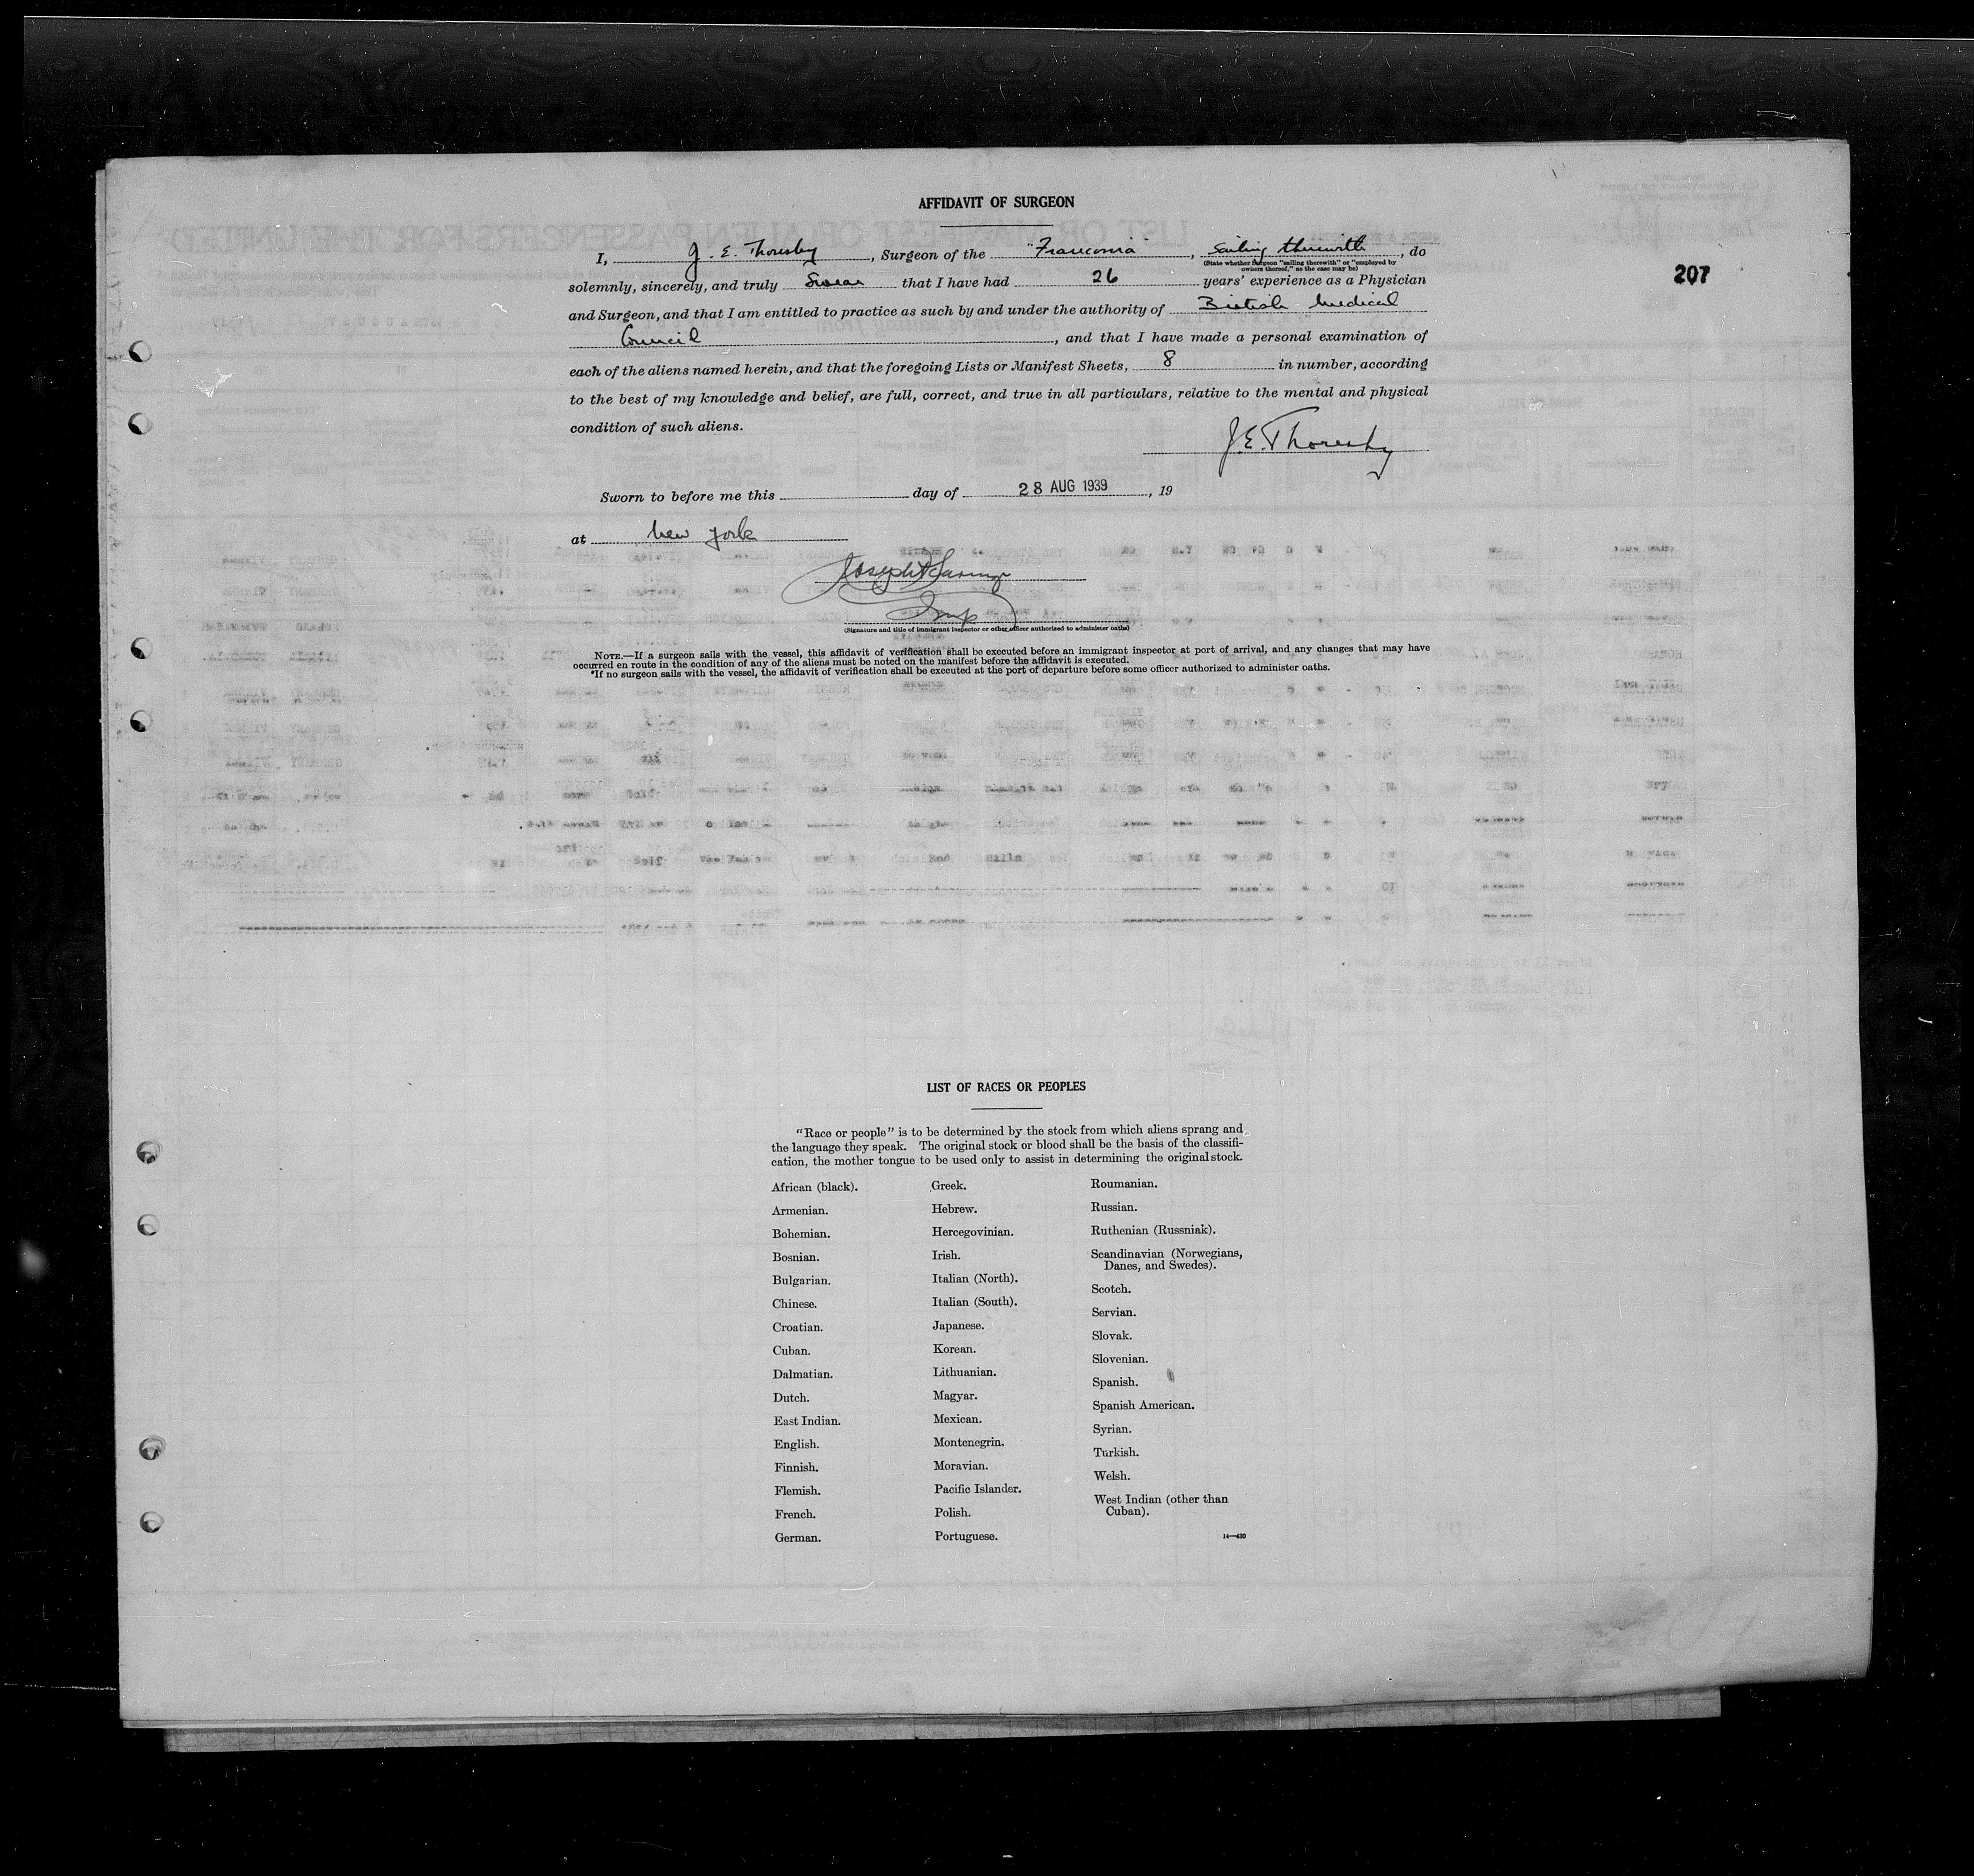 AFFIDAVIT OF SURGEON
I, J. E. Thoresby, Surgeon of the "Franconia", Sailing therewith, do
(State whether Surgeon "sailing therewith" or "employed by
owners thereof," as the case may be)
207
solemnly, sincerely, and truly Swear that I have had 26 years' experience as a Physician
and Surgeon, and that I am entitled to practice as such by and under the authority of British Medical
Council, and that I have made a personal examination of
each of the aliens named herein, and that the foregoing Lists or Manifest Sheets, 8 in number, according
to the best of my knowledge and belief, are full, correct, and true in all particulars, relative to the mental and physical
condition of such aliens.
J.E. Thoresby
Sworn to before me this day of 28 AUG 1939, 19
at New York
Joseph
Insp
(Signature and title of immigrant inspector or other officer authorized to administer oaths)
NOTE.—If a surgeon sails with the vessel, this affidavit of verification shall be executed before an immigrant inspector at port of arrival, and any changes that may have
occurred en route in the condition of any of the aliens must be noted on the manifest before the affidavit is executed.
*If no surgeon sails with the vessel, the affidavit of verification shall be executed at the port of departure before some officer authorized to administer oaths.
LIST OF RACES OR PEOPLES
"Race or people" is to be determined by the stock from which aliens sprang and
the language they speak. The original stock or blood shall be the basis of the classifi-
cation, the mother tongue to be used only to assist in determining the original stock.
African (black).
Armenian.
Bohemian.
Bosnian.
Bulgarian.
Chinese.
Croatian.
Cuban.
Dalmatian.
Dutch.
East Indian.
English.
Finnish.
Flemish.
French.
German.
Greek.
Hebrew.
Hercegovinian.
Irish.
Italian (North).
Italian (South).
Japanese.
Korean.
Lithuanian.
Magyar.
Mexican.
Montenegrin.
Moravian.
Pacific Islander.
Polish.
Portuguese.
Roumanian.
Russian.
Ruthenian (Russniak).
Scandinavian (Norwegians,
Danes, and Swedes).
Scotch.
Servian.
Slovak.
Slovenian.
Spanish.
Spanish American.
Syrian.
Turkish.
Welsh.
West Indian (other than
Cuban).
14—430